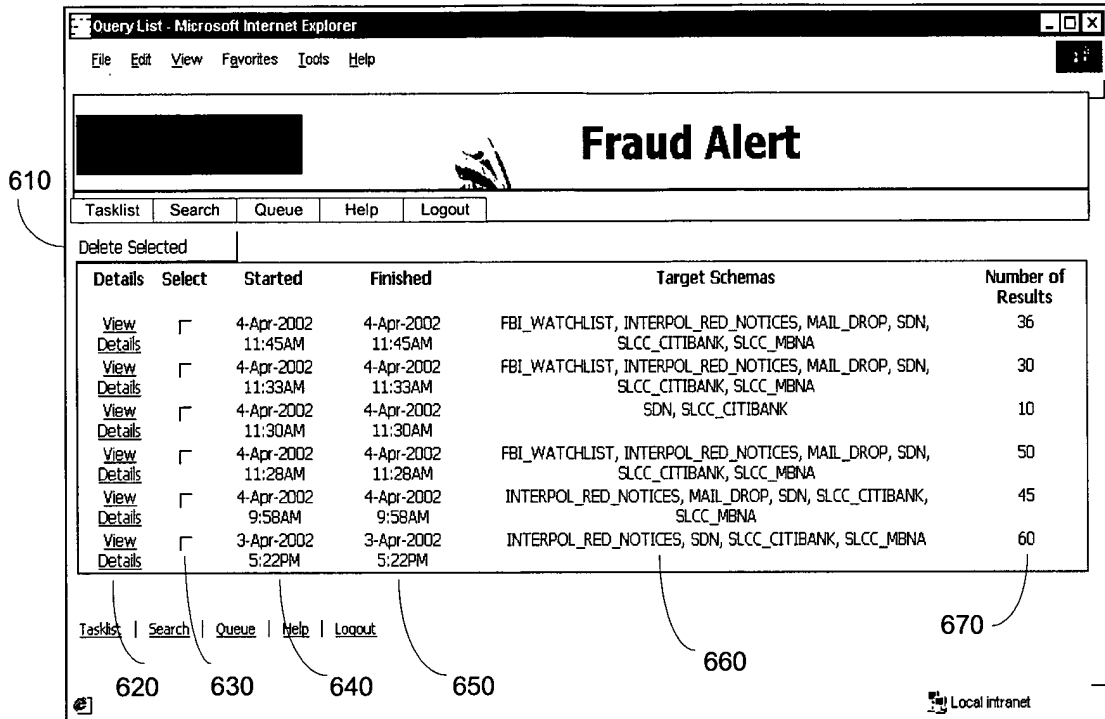 Query List - Microsoft Internet Explorer
File Edit View Favorites Tools Help
Fraud Alert
610
Tasklist Search Queue Help Logout
Delete Selected
Details Select Started Finished Target Schemas Number of
Results
View 4-Apr-2002 4-Apr-2002 FBI_WATCHLIST, INTERPOL_RED_NOTICES, MAIL_DROP, SDN, 36
Details 11:45AM 11:45AM SLCC_CITIBANK, SLCC_MBNA
View 4-Apr-2002 4-Apr-2002 FBI_WATCHLIST, INTERPOL_RED_NOTICES, MAIL_DROP, SDN, 30
Details 11:33AM 11:33AM SLCC_CITIBANK, SLCC_MBNA
View 4-Apr-2002 4-Apr-2002 SDN, SLCC_CITIBANK 10
Details 11:30AM 11:30AM
View 4-Apr-2002 4-Apr-2002 FBI_WATCHLIST, INTERPOL_RED_NOTICES, MAIL_DROP, SDN, 50
Details 11:28AM 11:28AM SLCC_CITIBANK, SLCC_MBNA
View 4-Apr-2002 4-Apr-2002 INTERPOL_RED_NOTICES, MAIL_DROP, SDN, SLCC_CITIBANK, 45
Details 9:58AM 9:58AM SLCC_MBNA
View 3-Apr-2002 3-Apr-2002 INTERPOL_RED_NOTICES, SDN, SLCC_CITIBANK, SLCC_MBNA 60
Details 5:22PM 5:22PM
Tasklist | Search | Queue | Help | Logout
670
660
620 630 640 650
Local intranet